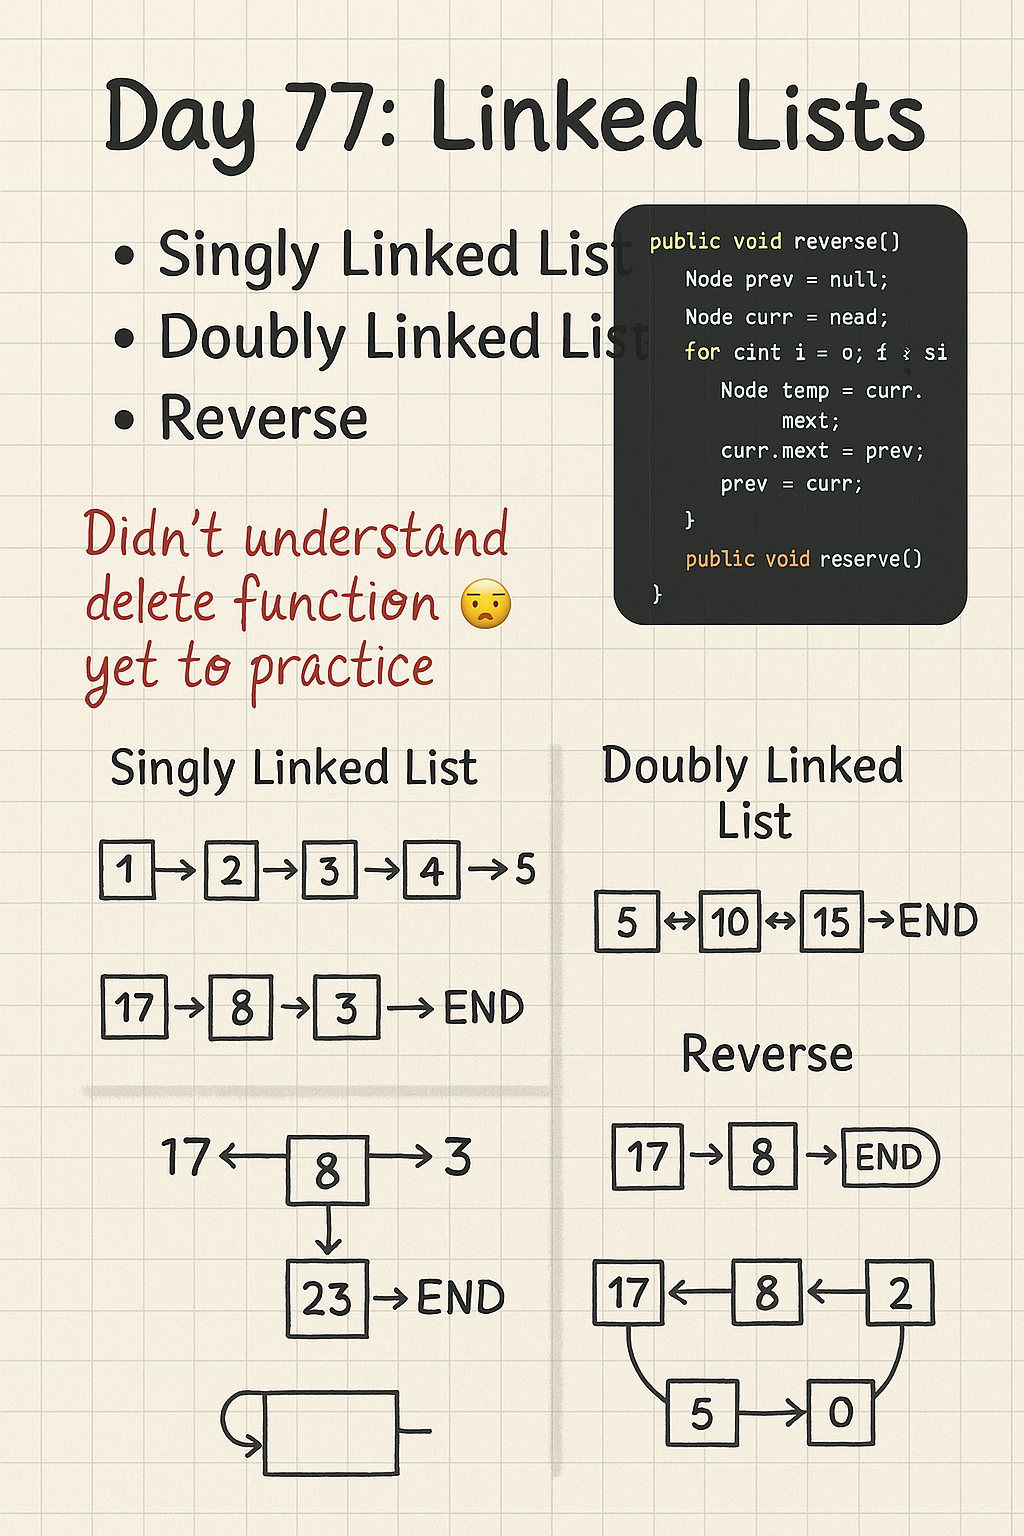 Day 77: Linked Lists
• Singly Linked List
• Doubly Linked List
• Reverse
public void reverse()
Node prev = null;
Node curr = nead;
for cint i = o; si
Node temp = curr.
mext;
curr.mext = prev;
prev = curr;
}
public void reserve()
}
Didn't understand
delete function 😟
yet to practice
Singly Linked List
1 → 2 → 3 → 4 → 5
17 → 8 → 3 → END
17 ← 8 → 3
23 → END
Doubly Linked
List
5 ↔ 10 ↔ 15 → END
Reverse
17 → 8 → END
17 ← 8 ← 2
5 → 0